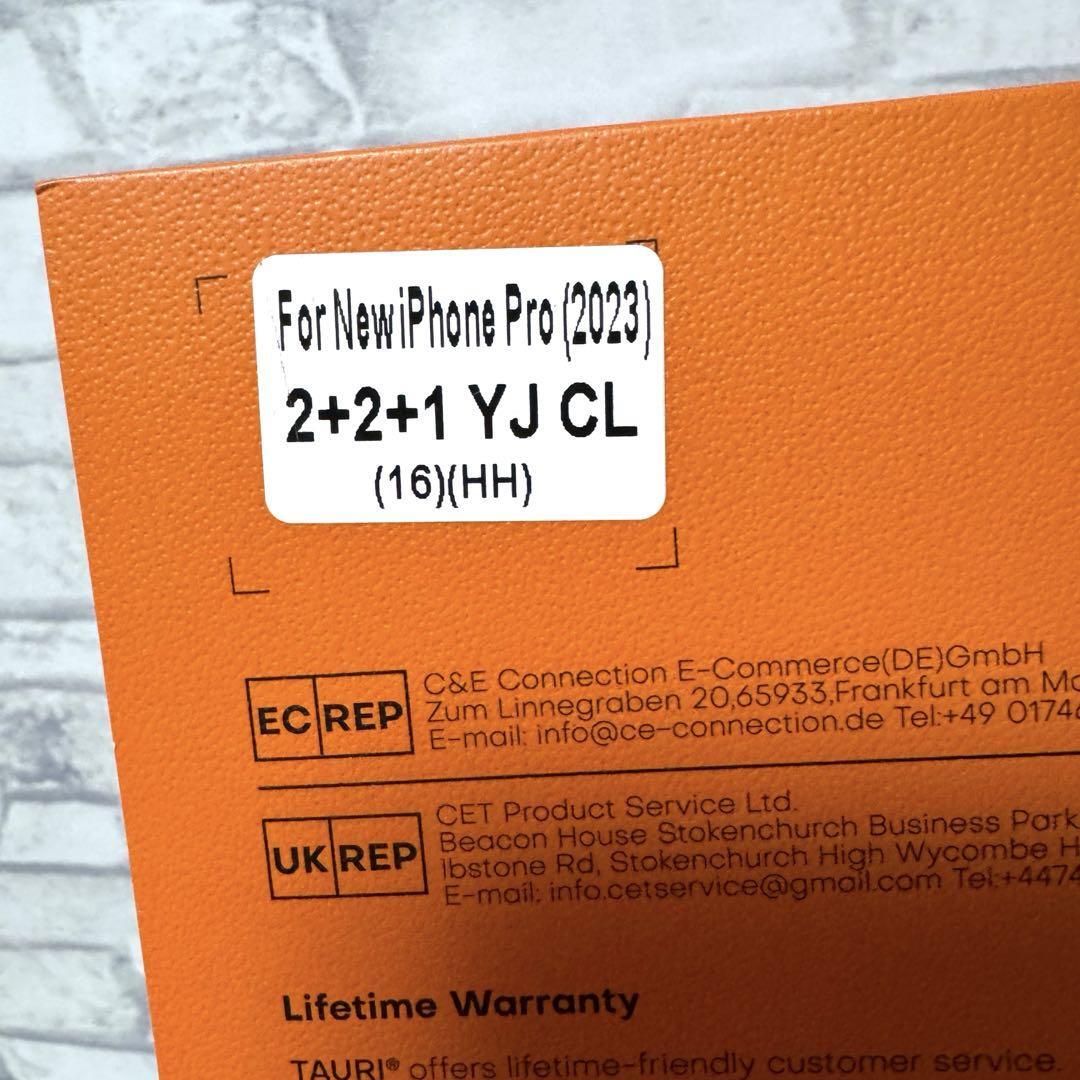 For New iPhone Pro (2023)
2+2+1 YJ CL
(16)(HH)
EC REP
C&E Connection E-Commerce(DE)GmbH
Zum Linnegraben 20,65933,Frankfurt am
E-mail: info@ce-connection.de Tel:+49
UK REP
CET Product Service Ltd.
Beacon House Stokenchurch Business Park
Ibstone Rd, Stokenchurch High Wycombe
E-mail: info.cetservice@gmail.com Tel:+4474
Lifetime Warranty
TAURI® offers lifetime-friendly customer service.